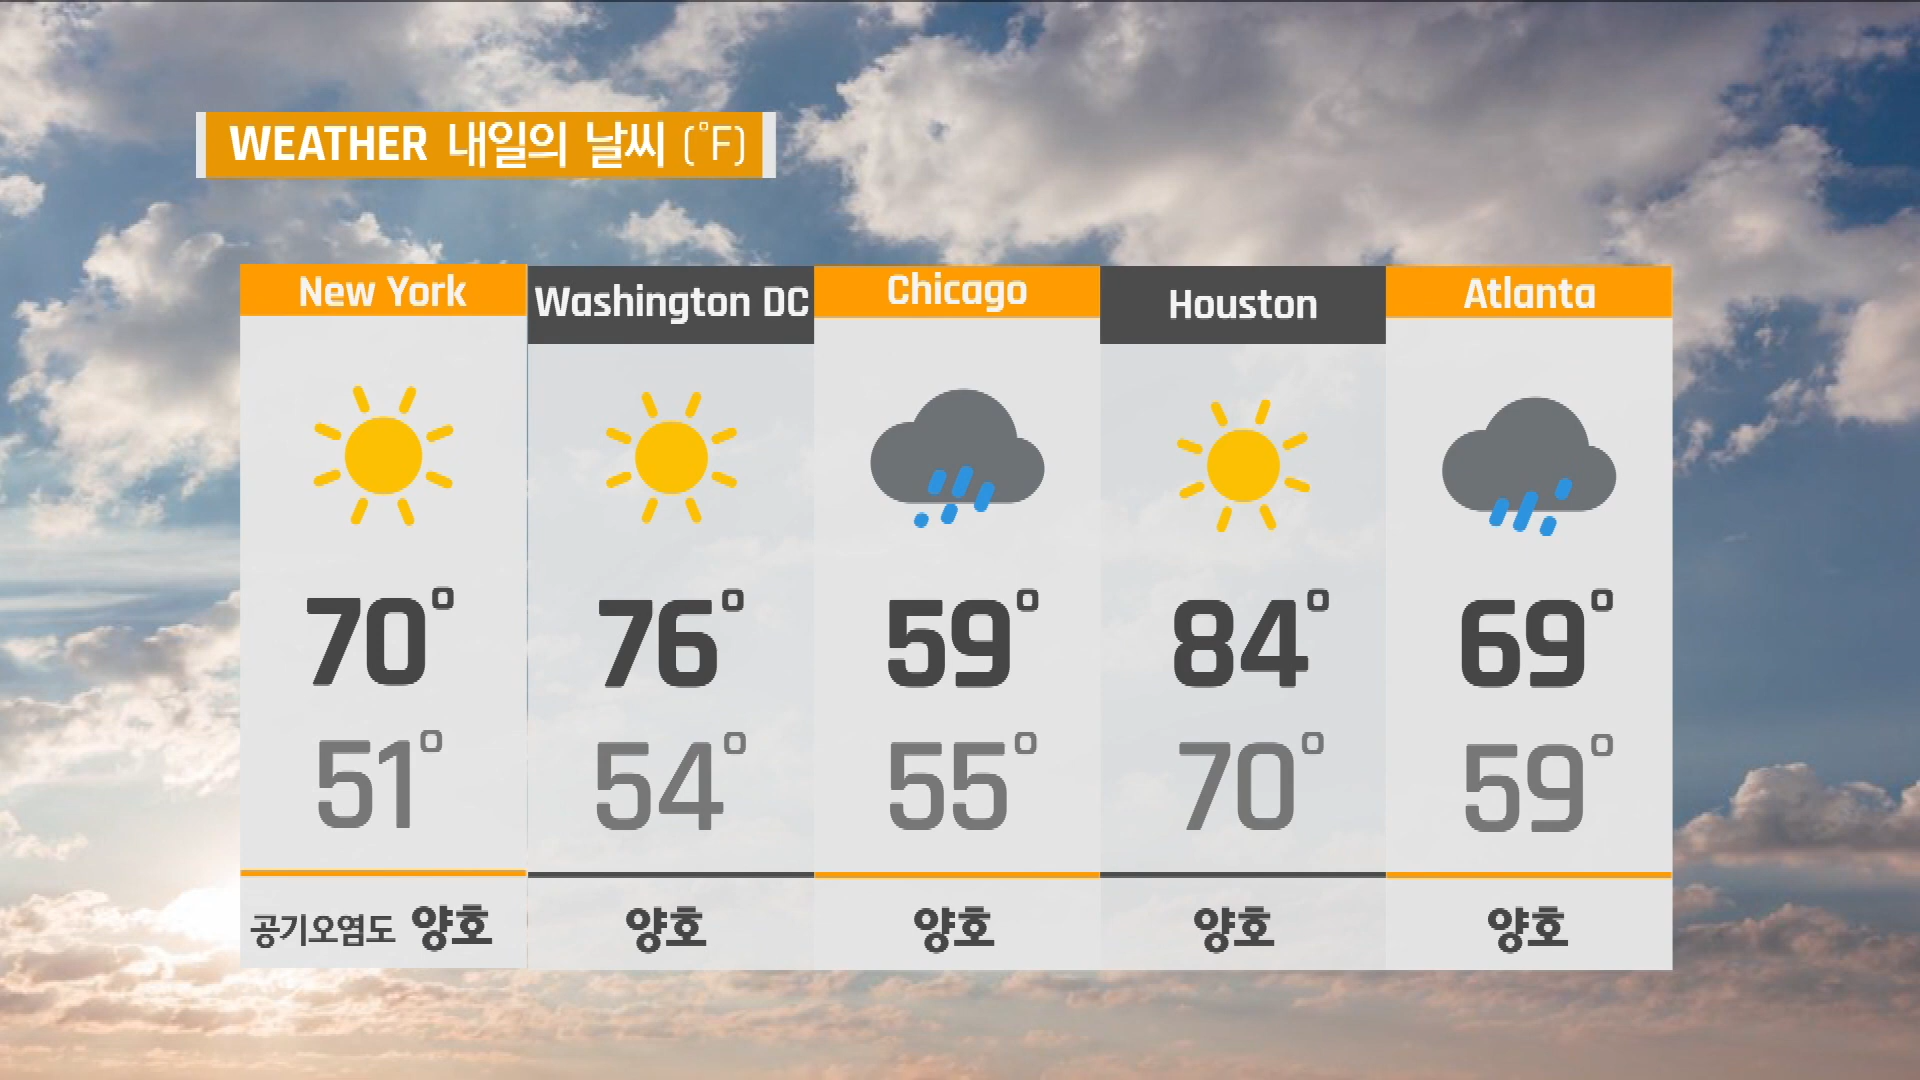 WEATHER 내일의 날씨 (°F)
New York Washington DC Chicago Houston Atlanta
70° 76° 59° 84° 69°
51° 54° 55° 70° 59°
공기오염도 양호 양호 양호 양호 양호